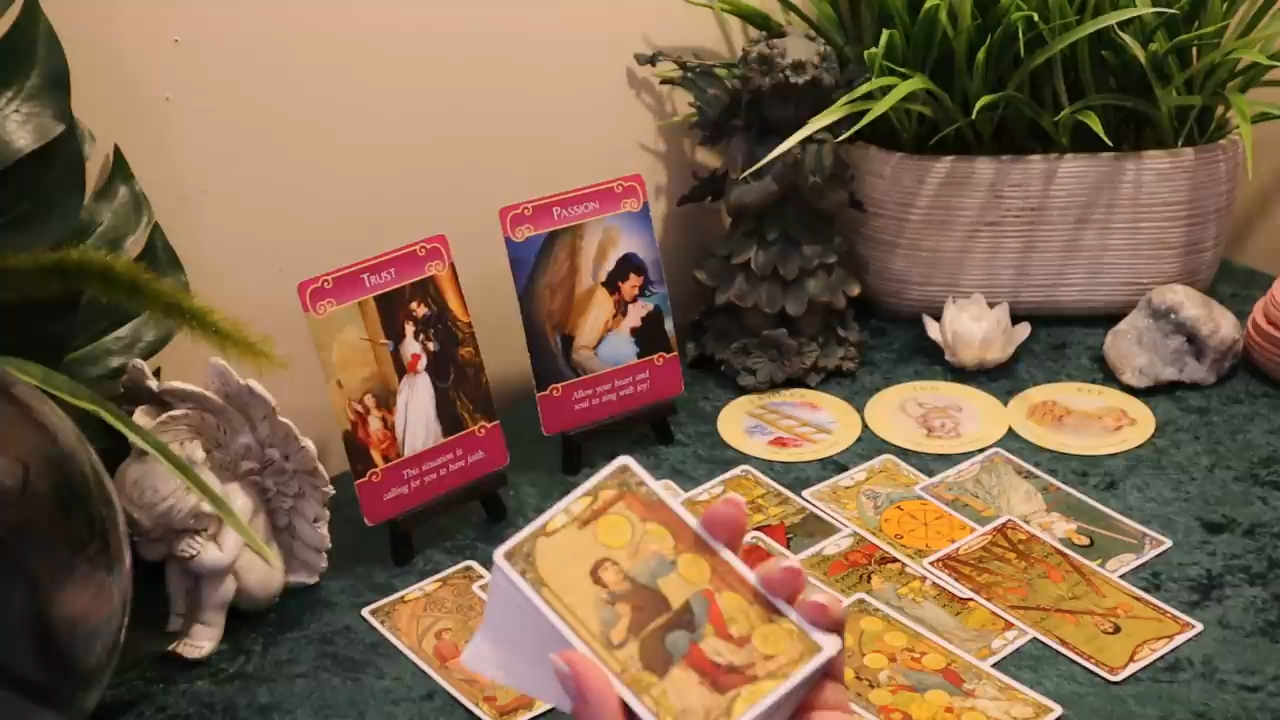 TRUST
This situation is
calling for you to have faith.
PASSION
Allow your heart and
soul to sing with joy!